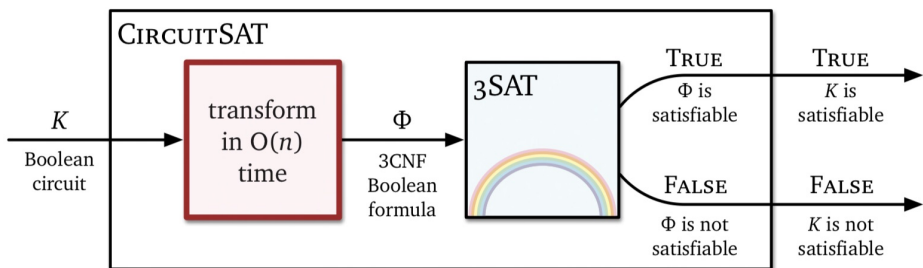 CIRCUITSAT
K
Boolean
circuit
transform
in O(n)
time
Φ
3CNF
Boolean
formula
3SAT
TRUE
Φ is
satisfiable
TRUE
K is
satisfiable
FALSE
Φ is not
satisfiable
FALSE
K is not
satisfiable